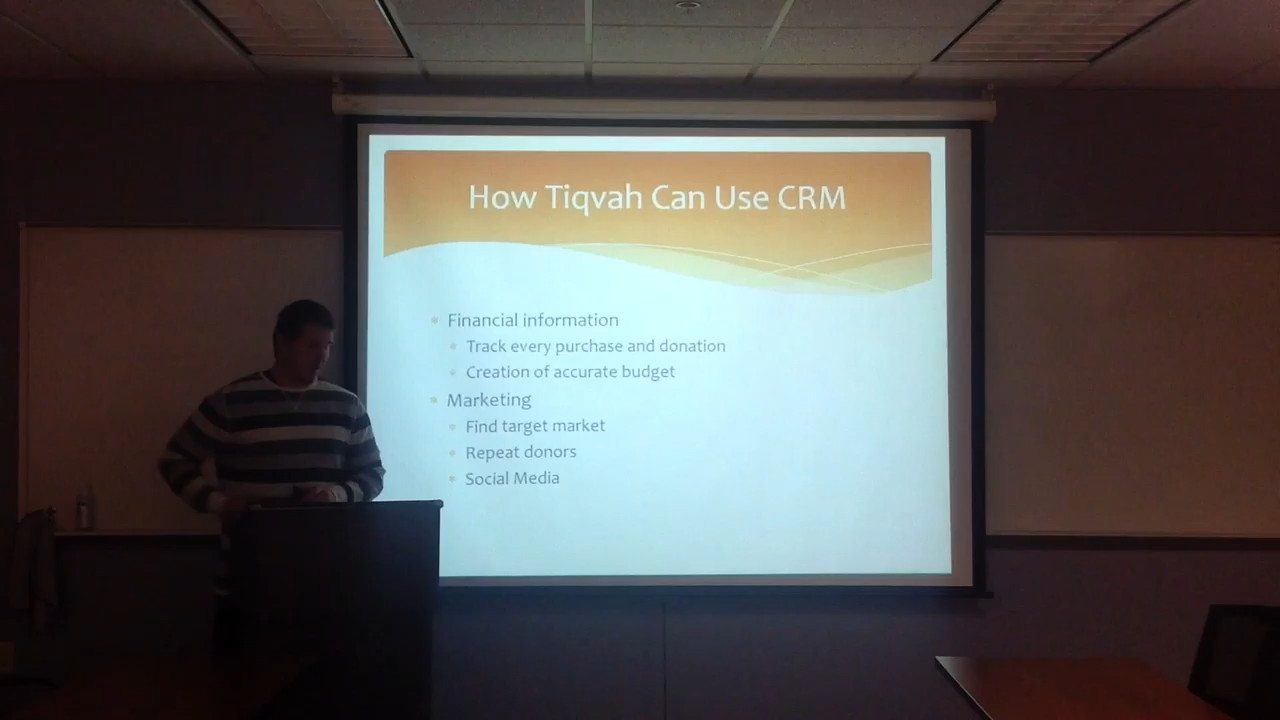 How Tiqvah Can Use CRM
Financial information
Track every purchase and donation
Creation of accurate budget
Marketing
Find target market
Repeat donors
Social Media